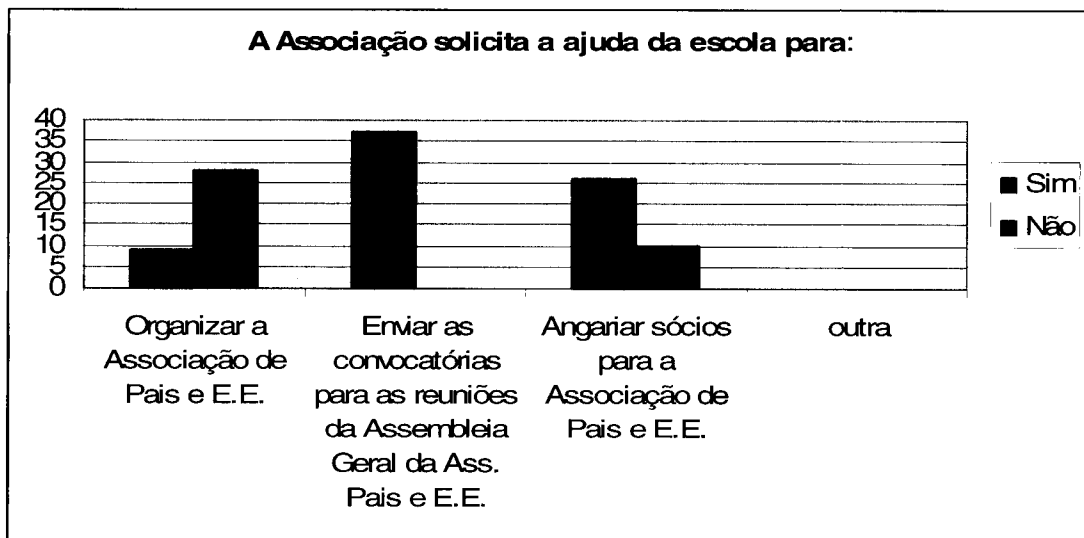 A Associação solicita a ajuda da escola para:
40
35
30
25
20
15
10
5
0
Sim
Não
Organizar a
Associação de
Pais e E.E.
Enviar as
convocatórias
para as reuniões
da Assembleia
Geral da Ass.
Pais e E.E.
Angariar sócios
para a
Associação de
Pais e E.E.
outra